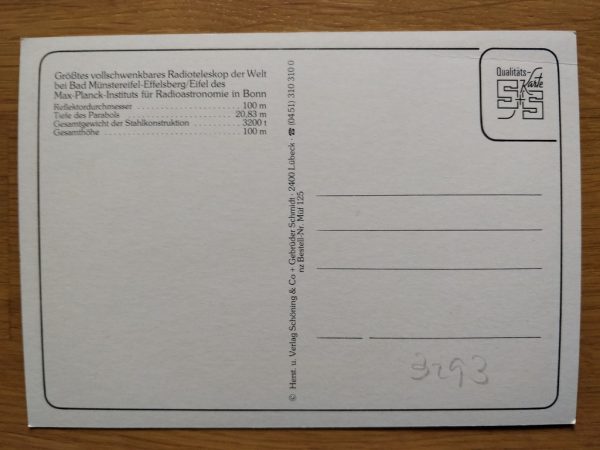 Größtes vollschwenkbares Radioteleskop der Welt
bei Bad Münstereifel-Effelsberg/Eifel des
Max-Planck-Instituts für Radioastronomie in Bonn
Reflektordurchmesser . . . . . . . . . . . . . . . . . . . . 100 m
Tiefe des Parabols . . . . . . . . . . . . . . . . . . . . 20,83 m
Gesamtgewicht der Stahlkonstruktion . . . . . . . . 3200 t
Gesamthöhe . . . . . . . . . . . . . . . . . . . . . . . . . . 100 m
© Herst. u. Verlag Schöning & Co + Gebrüder Schmidt · 2400 Lübeck · ☎ (0451) 310 310 0
nz Bestell-Nr. Müf 125
Qualitäts-
Karte
S+S
3293